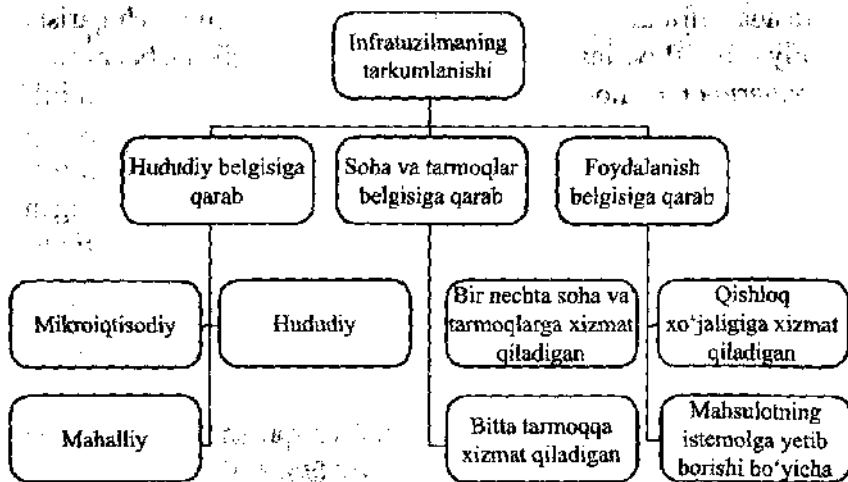 Infratuzilmaning
tarkumlanishi
Hududiy belgisiga
qarab
Soha va tarmoqlar
belgisiga qarab
Foydalanish
belgisiga qarab
Mikroiqtisodiy
Hududiy
Bir nechta soha va
tarmoqlarga xizmat
qiladigan
Qishloq
xo'jaligiga xizmat
qiladigan
Mahalliy
Bitta tarmoqqa
xizmat qiladigan
Mahsulotning
istemolga yetib
borishi bo'yicha